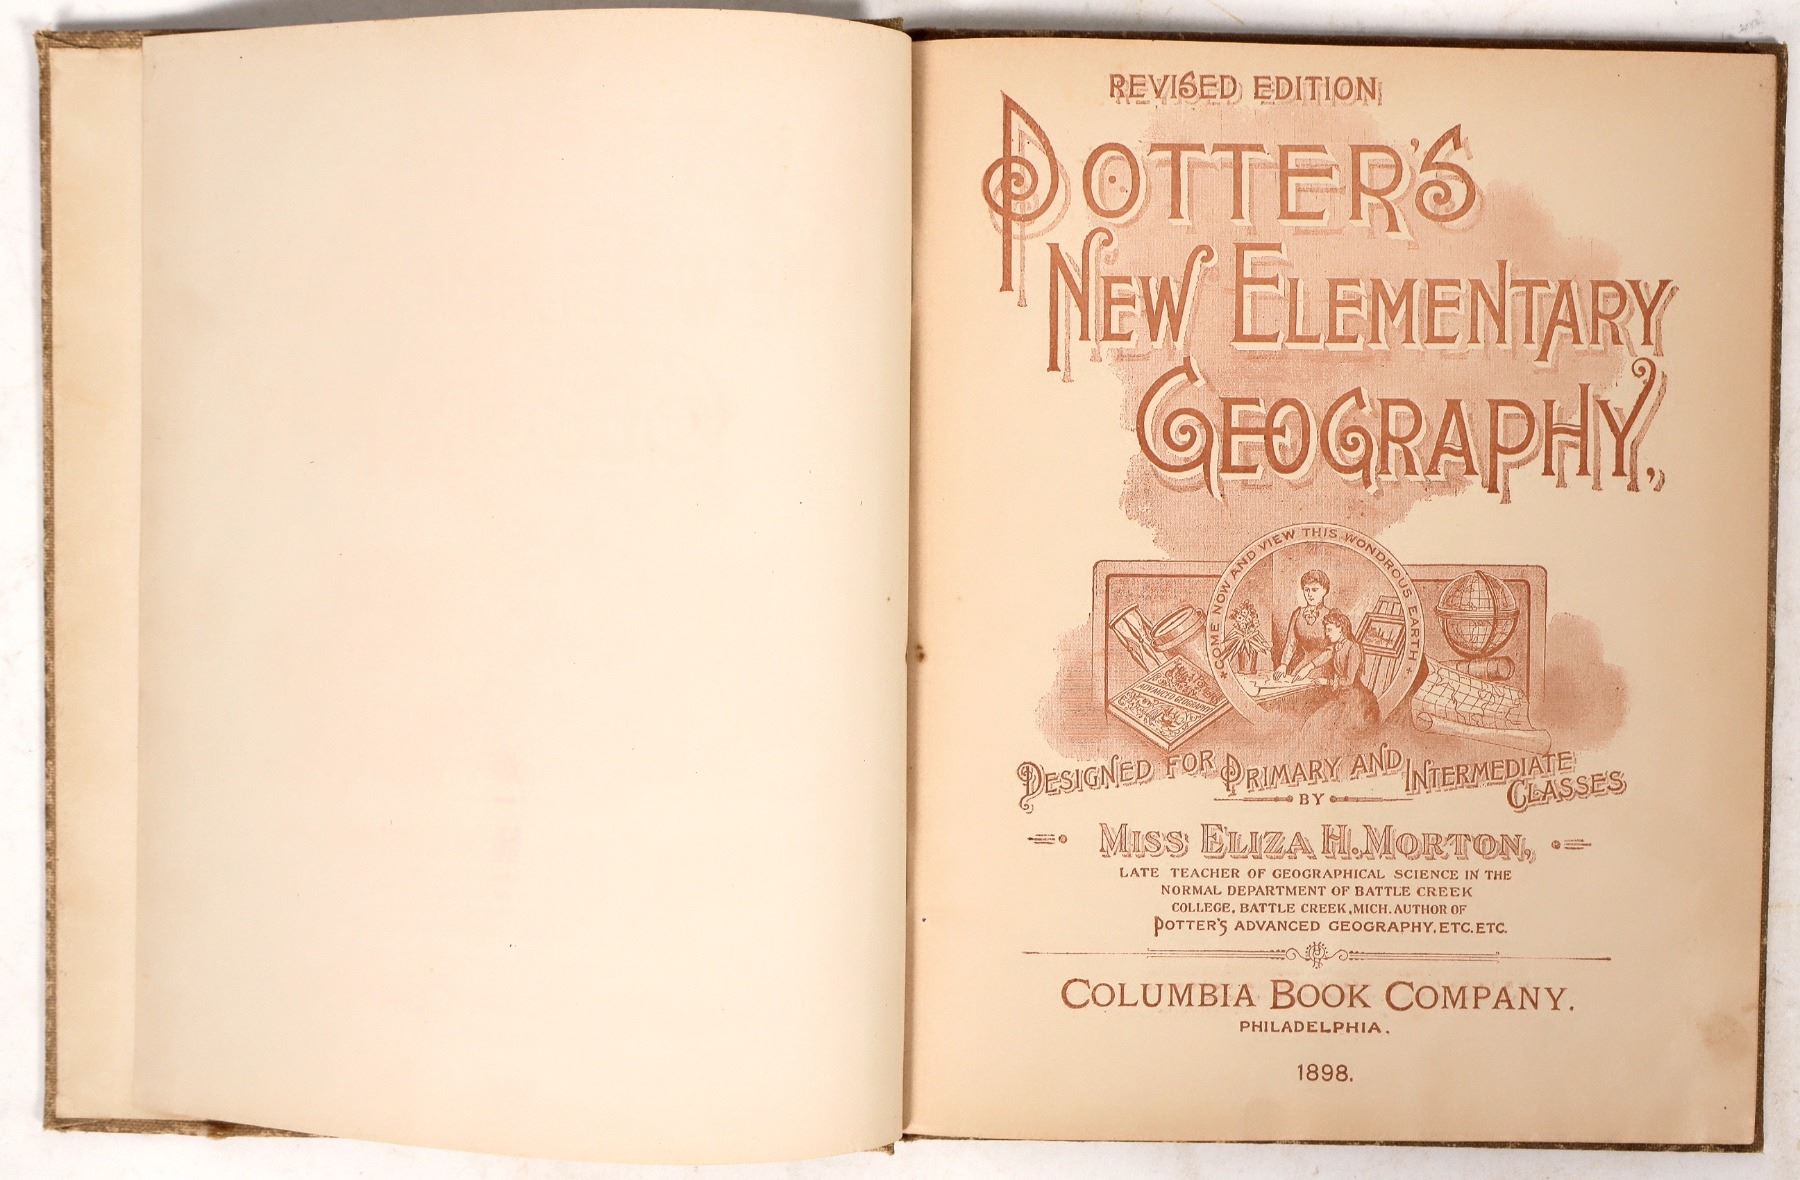 REVISED EDITION
POTTER'S
NEW ELEMENTARY
GEOGRAPHY,
★ COME NOW AND VIEW THIS WONDROUS EARTH ★
ADVANCED GEOGRAPHY
DESIGNED FOR PRIMARY AND INTERMEDIATE
CLASSES
BY
MISS ELIZA H. MORTON,
LATE TEACHER OF GEOGRAPHICAL SCIENCE IN THE
NORMAL DEPARTMENT OF BATTLE CREEK
COLLEGE, BATTLE CREEK, MICH. AUTHOR OF
POTTER'S ADVANCED GEOGRAPHY, ETC. ETC.
COLUMBIA BOOK COMPANY.
PHILADELPHIA.
1898.